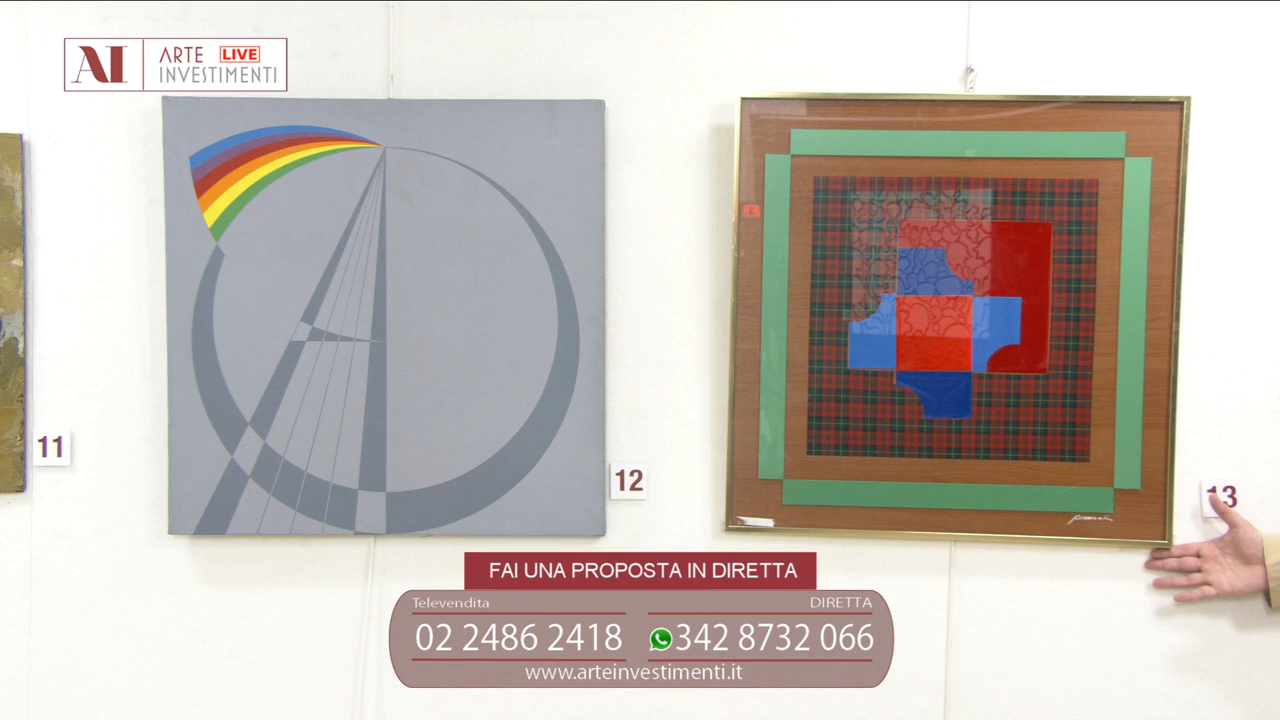 AI
ARTE LIVE
INVESTIMENTI
11
12
13
FAI UNA PROPOSTA IN DIRETTA
Televendita
DIRETTA
02 2486 2418
342 8732 066
www.arteinvestimenti.it